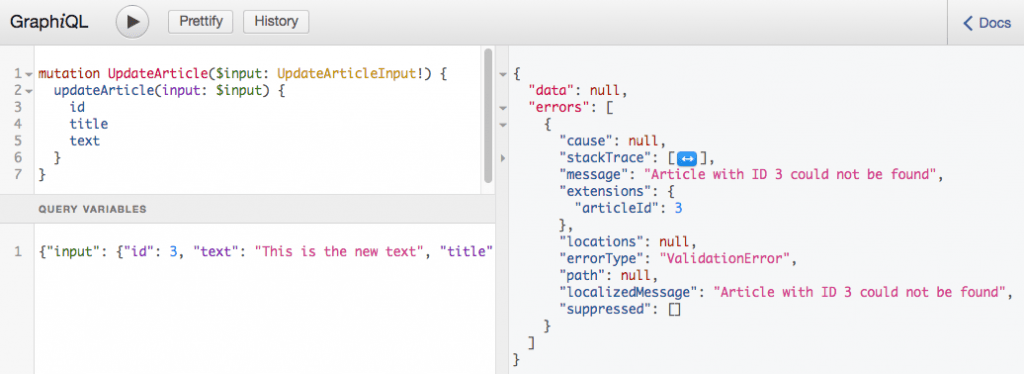 GraphiQL
Prettify
History
Docs
1 mutation UpdateArticle($input: UpdateArticleInput!) {
2 updateArticle(input: $input) {
3 id
4 title
5 text
6 }
7 }
QUERY VARIABLES
1 {"input": {"id": 3, "text": "This is the new text", "title"
{
"data": null,
"errors": [
{
"cause": null,
"stackTrace": [↔],
"message": "Article with ID 3 could not be found",
"extensions": {
"articleId": 3
},
"locations": null,
"errorType": "ValidationError",
"path": null,
"localizedMessage": "Article with ID 3 could not be found",
"suppressed": []
}
]
}